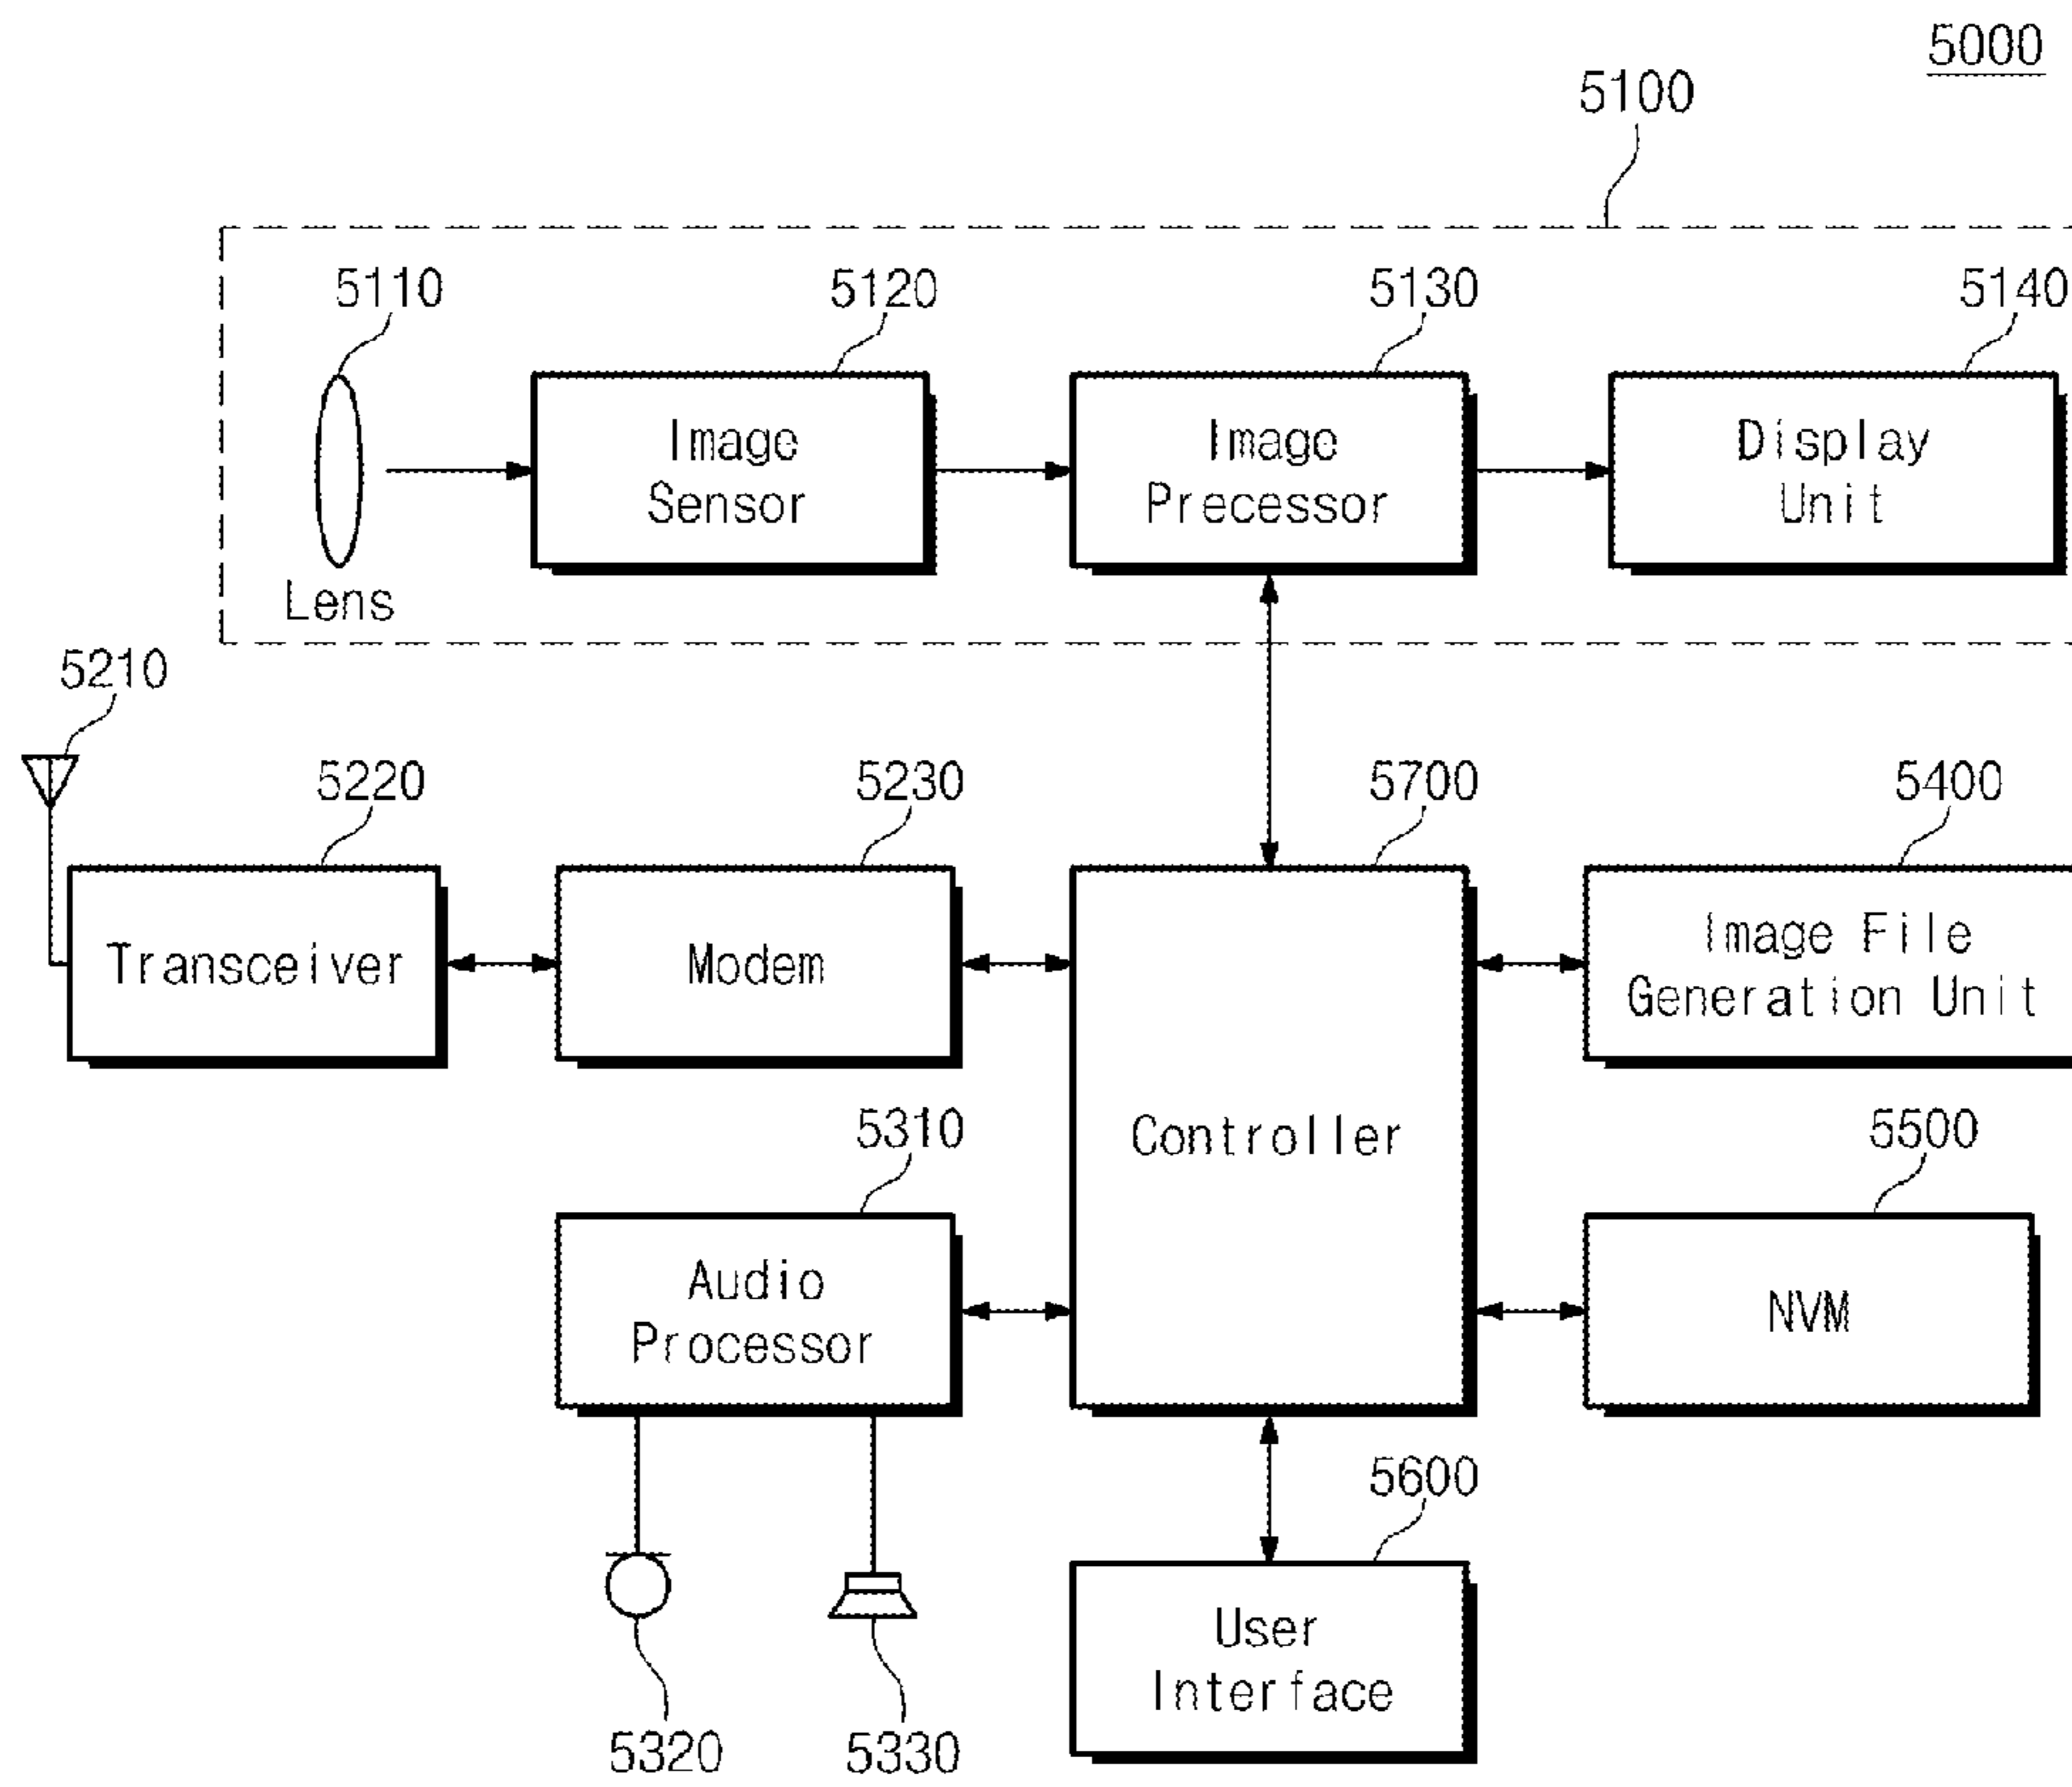 5000
5100
5110
5120
5130
5140
Image
Sensor
Image
Precessor
Display
Unit
Lens
5210
5220
5230
5700
5400
Transceiver
Modem
Controller
Image File
Generation Unit
5310
5500
Audio
Processor
NVM
5600
User
Interface
5320
5330